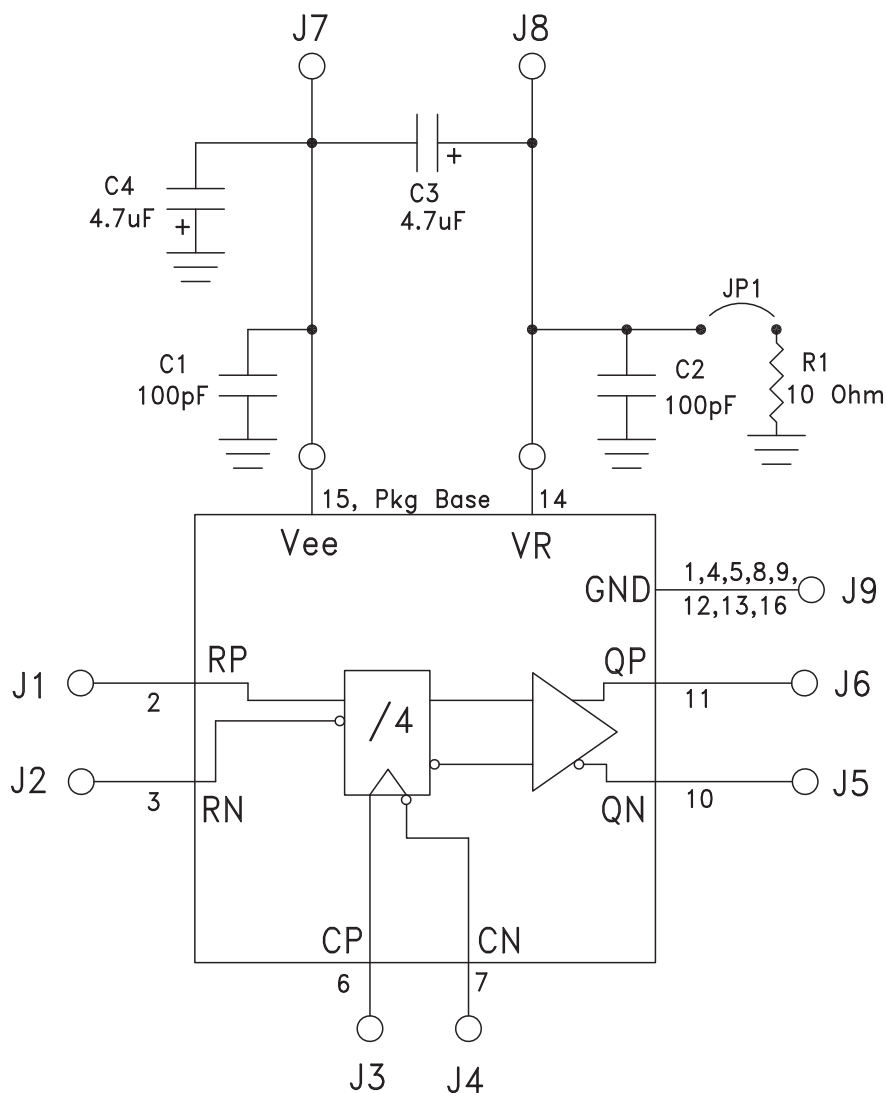 J7
J8
C4
4.7uF
+
+
C3
4.7uF
JP1
C1
100pF
C2
100pF
R1
10 Ohm
15, Pkg Base
14
Vee
VR
GND
1,4,5,8,9,
12,13,16
J9
J1
2
RP
QP
11
J6
/4
J2
3
RN
QN
10
J5
CP
CN
6
7
J3
J4